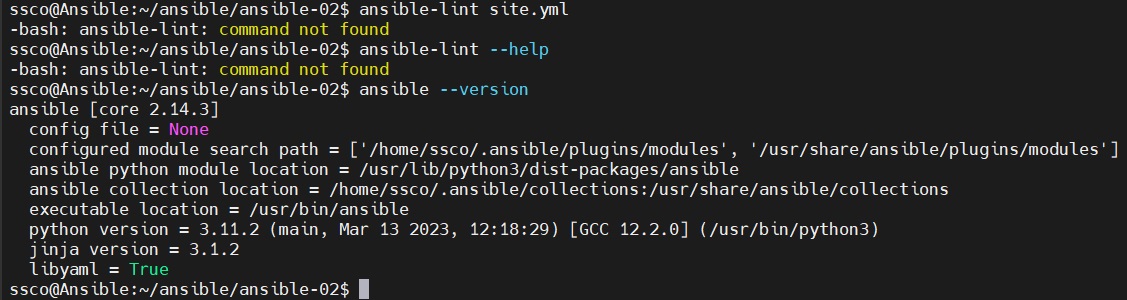 ssco@Ansible:~/ansible/ansible-02$ ansible-lint site.yml
-bash: ansible-lint: command not found
ssco@Ansible:~/ansible/ansible-02$ ansible-lint --help
-bash: ansible-lint: command not found
ssco@Ansible:~/ansible/ansible-02$ ansible --version
ansible [core 2.14.3]
  config file = None
  configured module search path = ['/home/ssco/.ansible/plugins/modules', '/usr/share/ansible/plugins/modules']
  ansible python module location = /usr/lib/python3/dist-packages/ansible
  ansible collection location = /home/ssco/.ansible/collections:/usr/share/ansible/collections
  executable location = /usr/bin/ansible
  python version = 3.11.2 (main, Mar 13 2023, 12:18:29) [GCC 12.2.0] (/usr/bin/python3)
  jinja version = 3.1.2
  libyaml = True
ssco@Ansible:~/ansible/ansible-02$